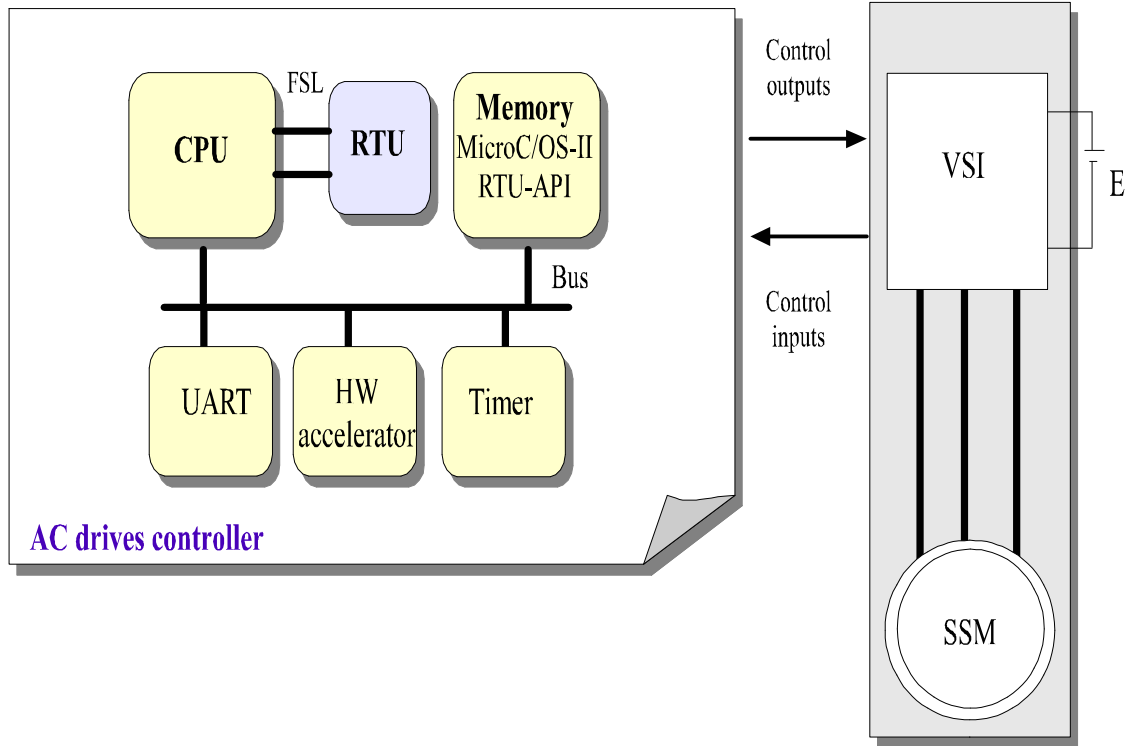 FSL
CPU
RTU
Memory
MicroC/OS-II
RTU-API
Bus
UART
HW
accelerator
Timer
AC drives controller
Control
outputs
Control
inputs
VSI
E
SSM